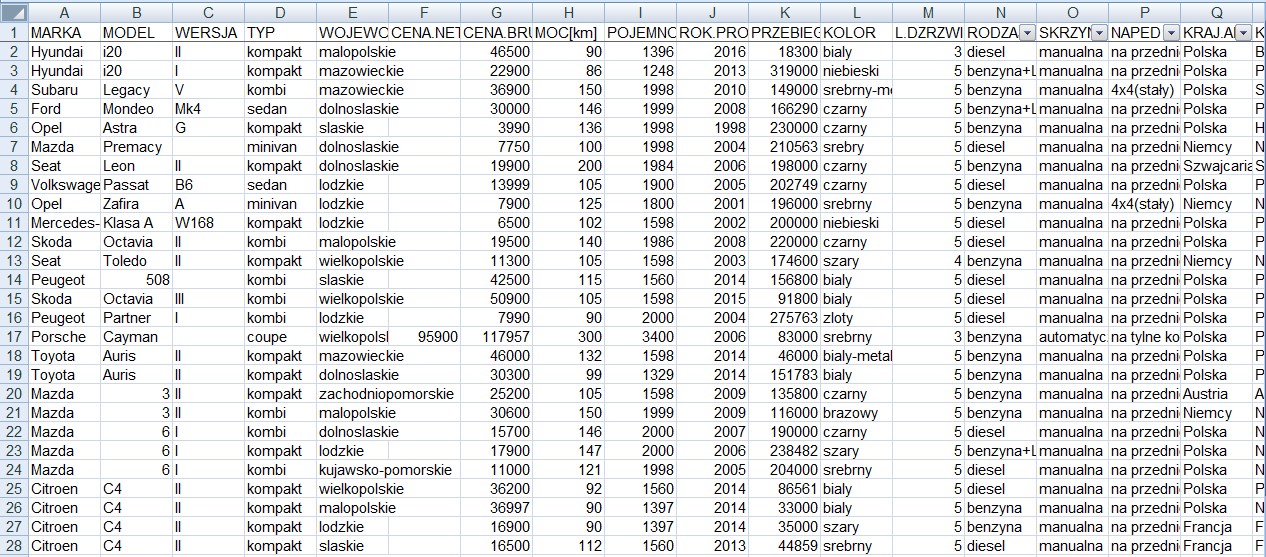 A B C D E F G H I J K L M N O P Q
1 MARKA MODEL WERSJA TYP WOJEWC CENA.NET CENA.BRU MOC[km] POJEMNC ROK.PRO PRZEBIEG KOLOR L.DZRZWI RODZA SKRZYN NAPED KRAJ.A K
2 Hyundai i20 II kompakt malopolskie 46500 90 1396 2016 18300 bialy 3 diesel manualna na przedni Polska B
3 Hyundai i20 I kompakt mazowieckie 22900 86 1248 2013 319000 niebieski 5 benzyna+L manualna na przedni Polska P
4 Subaru Legacy V kombi mazowieckie 36900 150 1998 2010 149000 srebrny-me 5 benzyna manualna 4x4(stały) Polska S
5 Ford Mondeo Mk4 sedan dolnoslaskie 30000 146 1999 2008 166290 czarny 5 benzyna+L manualna na przedni Polska P
6 Opel Astra G kompakt slaskie 3990 136 1998 1998 230000 czarny 5 benzyna manualna na przedni Polska H
7 Mazda Premacy minivan dolnoslaskie 7750 100 1998 2004 210563 srebry 5 diesel manualna na przedni Niemcy N
8 Seat Leon II kompakt dolnoslaskie 19900 200 1984 2006 198000 czarny 5 benzyna manualna na przedni Szwajcaria S
9 Volkswage Passat B6 sedan lodzkie 13999 105 1900 2005 202749 czarny 5 diesel manualna na przedni Polska P
10 Opel Zafira A minivan lodzkie 7900 125 1800 2001 196000 srebrny 5 benzyna manualna 4x4(stały) Niemcy N
11 Mercedes- Klasa A W168 kompakt lodzkie 6500 102 1598 2002 200000 niebieski 5 diesel manualna na przedni Polska P
12 Skoda Octavia II kombi malopolskie 19500 140 1986 2008 220000 czarny 5 diesel manualna na przedni Polska P
13 Seat Toledo II kompakt wielkopolskie 11300 105 1598 2003 174600 szary 4 benzyna manualna na przedni Niemcy N
14 Peugeot 508 kombi slaskie 42500 115 1560 2014 156800 bialy 5 diesel manualna na przedni Polska P
15 Skoda Octavia III kombi wielkopolskie 50900 105 1598 2015 91800 bialy 5 diesel manualna na przedni Polska P
16 Peugeot Partner I kombi lodzkie 7990 90 2000 2004 275763 zloty 5 diesel manualna na przedni Polska P
17 Porsche Cayman coupe wielkopolsl 95900 117957 300 3400 2006 83000 srebrny 3 benzyna automatyc. na tylne ko Polska P
18 Toyota Auris II kompakt mazowieckie 46000 132 1598 2014 46000 bialy-metal 5 benzyna manualna na przedni Polska P
19 Toyota Auris II kompakt lodzkie 30300 99 1329 2014 151783 bialy 5 benzyna manualna na przedni Polska P
20 Mazda 3 II kompakt zachodniopomorskie 25200 105 1598 2009 135800 czarny 5 benzyna manualna na przedni Austria A
21 Mazda 3 II kombi malopolskie 30600 150 1999 2009 116000 brazowy 5 benzyna manualna na przedni Niemcy N
22 Mazda 6 I kombi dolnoslaskie 15700 146 2000 2007 190000 czarny 5 diesel manualna na przedni Polska N
23 Mazda 6 I kompakt lodzkie 17900 147 2000 2006 238482 szary 5 benzyna+L manualna na przedni Polska N
24 Mazda 6 I kombi kujawsko-pomorskie 11000 121 1998 2005 204000 srebrny 5 diesel manualna na przedni Polska N
25 Citroen C4 II kompakt wielkopolskie 36200 92 1560 2014 86561 bialy 5 diesel manualna na przedni Polska P
26 Citroen C4 II kompakt malopolskie 36997 90 1397 2014 33000 bialy 5 benzyna manualna na przedni Polska N
27 Citroen C4 II kompakt lodzkie 16900 90 1397 2014 35000 szary 5 benzyna manualna na przedni Francja F
28 Citroen C4 II kompakt slaskie 16500 112 1560 2013 44859 srebrny 5 diesel manualna na przedni Francja F